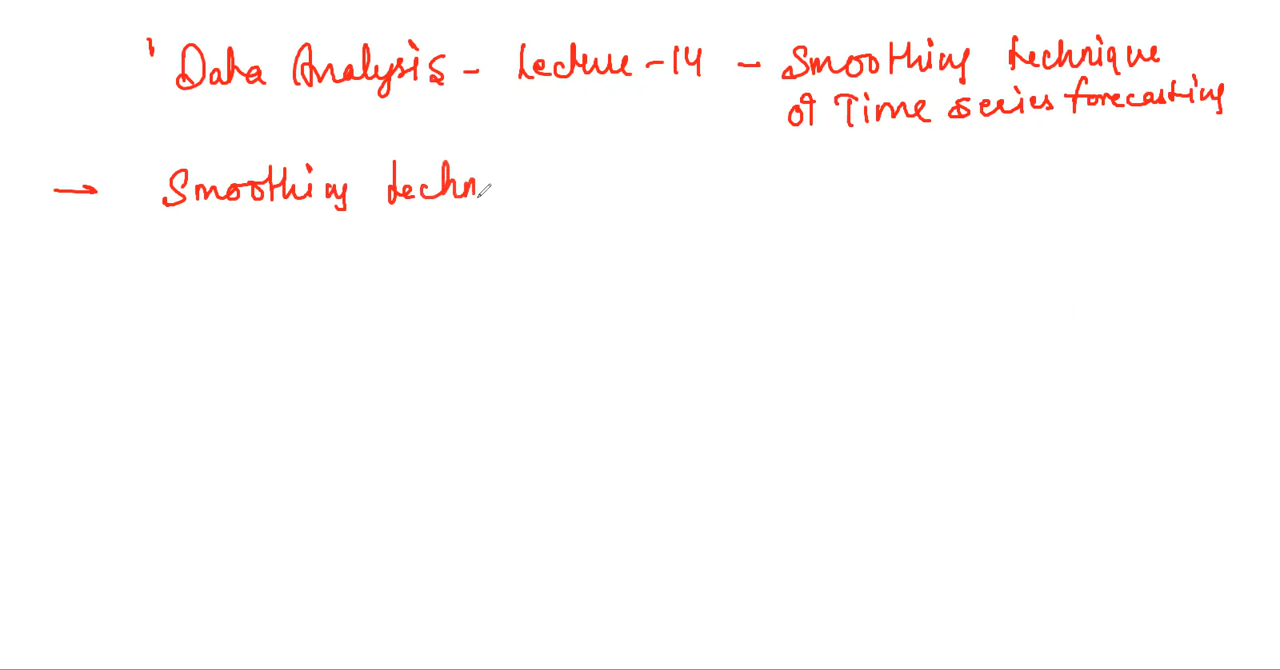 Data Analysis - Lecture-14 - Smoothing technique
of Time series forecasting
→ Smoothing techn